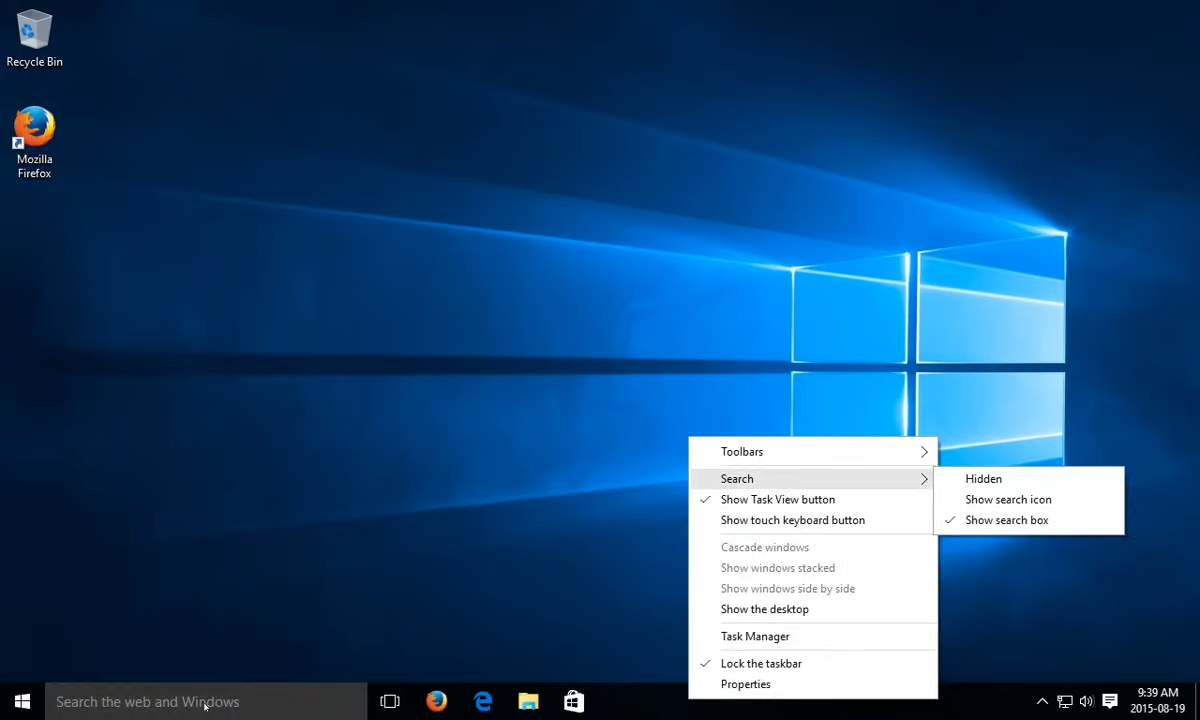 Recycle Bin
Mozilla
Firefox
Toolbars
Search
Show Task View button
Show touch keyboard button
Cascade windows
Show windows stacked
Show windows side by side
Show the desktop
Task Manager
Lock the taskbar
Properties
Hidden
Show search icon
Show search box
Search the web and Windows
9:39 AM
2015-08-19